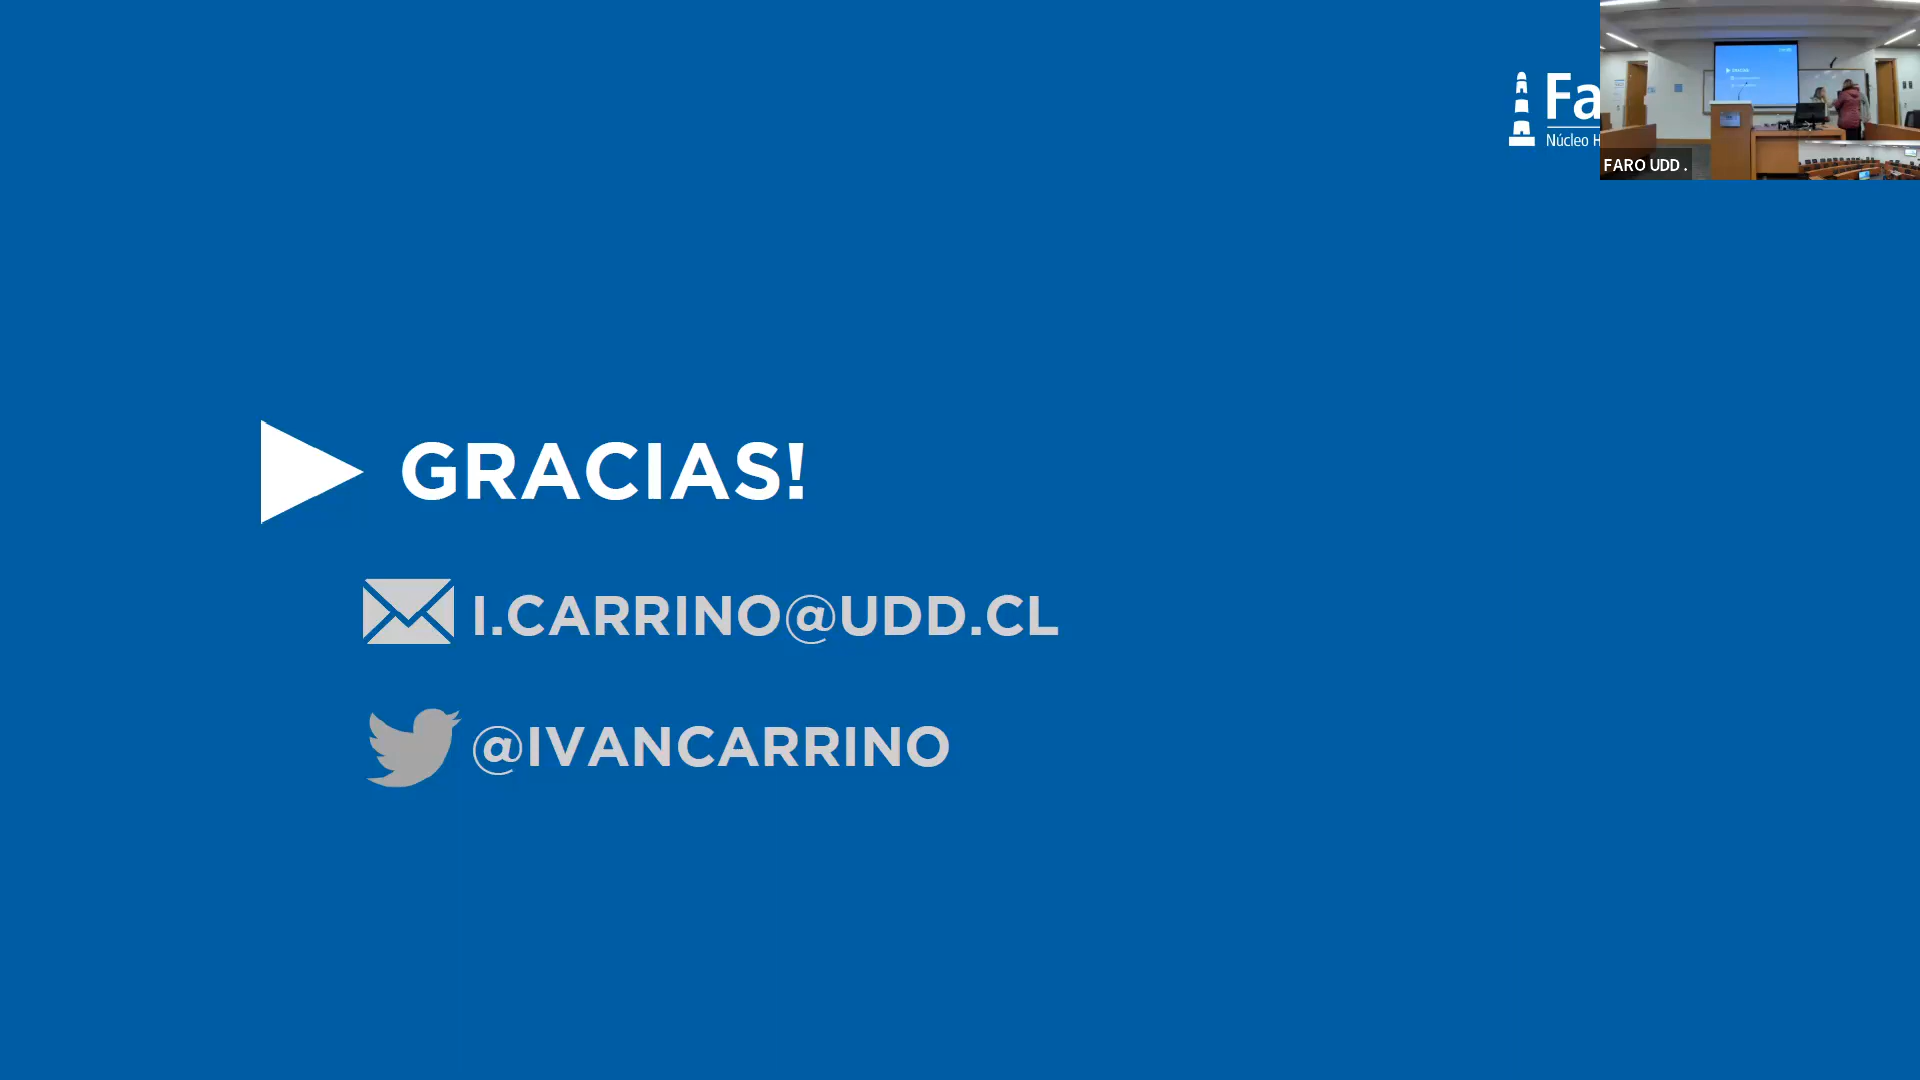 Fa
Núcleo H
FARO UDD .
GRACIAS!
I.CARRINO@UDD.CL
@IVANCARRINO